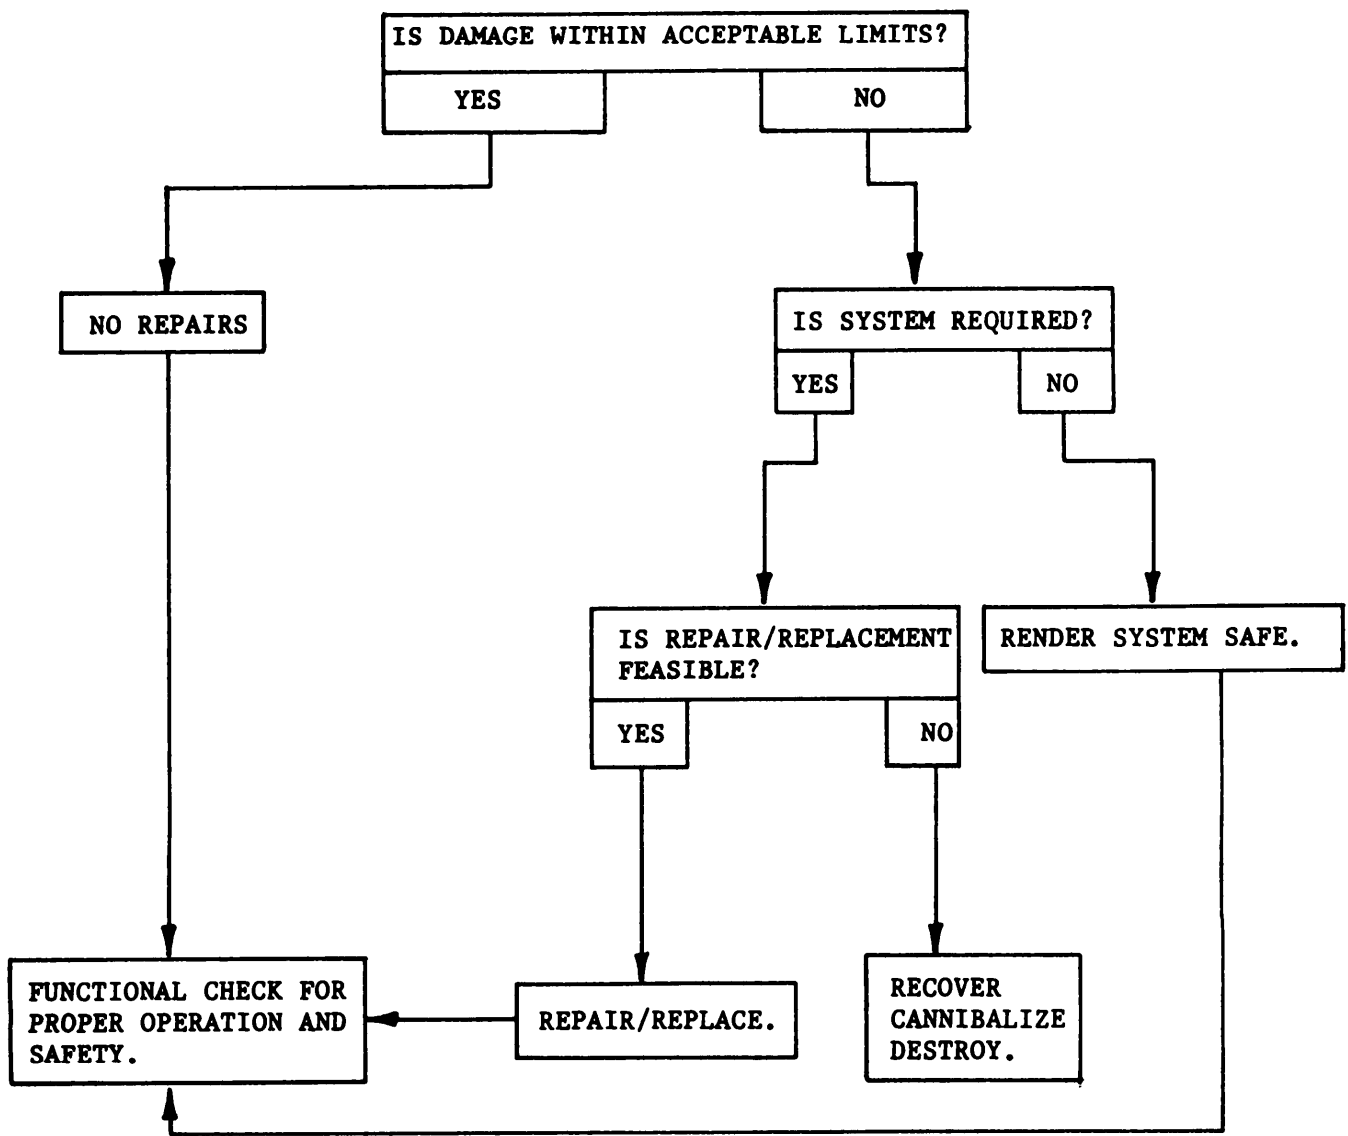 IS DAMAGE WITHIN ACCEPTABLE LIMITS?
YES
NO
NO REPAIRS
IS SYSTEM REQUIRED?
YES
NO
IS REPAIR/REPLACEMENT
FEASIBLE?
YES
NO
RENDER SYSTEM SAFE.
FUNCTIONAL CHECK FOR
PROPER OPERATION AND
SAFETY.
REPAIR/REPLACE.
RECOVER
CANNIBALIZE
DESTROY.